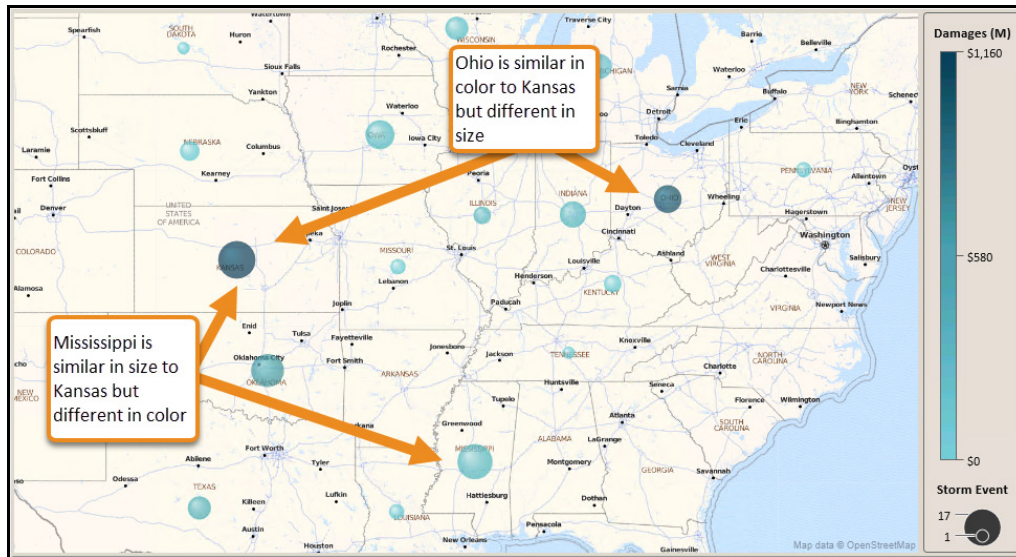 Ohio is similar in
color to Kansas
but different in
size
Mississippi is
similar in size to
Kansas but
different in color
Damages (M)
$1,160
$580
$0
Storm Event
17
1
Map data © OpenStreetMap
Watertown
Spearfish
SOUTH
DAKOTA
Huron
Sioux Falls
Yankton
Scottsbluff
NEBRASKA
Columbus
Kearney
Laramie
Fort Collins
Denver
COLORADO
Alamosa
UNITED
STATES
OF AMERICA
KANSAS
WISCONSIN
Rochester
Waterloo
IOWA
Iowa City
Traverse City
Barrie
Belleville
Saginaw
Sarnia
Waterloo
Detroit
Buffalo
Toledo
Erie
Cleveland
NEW
YORK
Binghamton
PENNSYLVANIA
Allentown
NEW
JERSEY
Peoria
ILLINOIS
INDIANA
OHIO
Dayton
Wheeling
Cincinnati
Hagerstown
Washington
Salisbury
MISSOURI
St. Louis
Lebanon
Joplin
Louisville
Henderson
KENTUCKY
Paducah
Ashland
WEST
VIRGINIA
Charlottesville
VIRGINIA
Newport News
Enid
Tulsa
Oklahoma City
OKLAHOMA
Fayetteville
Fort Smith
ARKANSAS
Jonesboro
Jackson
TENNESSEE
Knoxville
NORTH
CAROLINA
Charlotte
Huntsville
Seneca
Florence
Wilmington
SOUTH
CAROLINA
Tupelo
Greenwood
MISSISSIPPI
ALABAMA
Atlanta
LaGrange
Montgomery
GEORGIA
Savannah
Hattiesburg
Dothan
Pensacola
Gainesville
Abilene
Fort Worth
Tyler
Odessa
TEXAS
Killeen
Lufkin
Austin
Houston
LOUISIANA
New Orleans